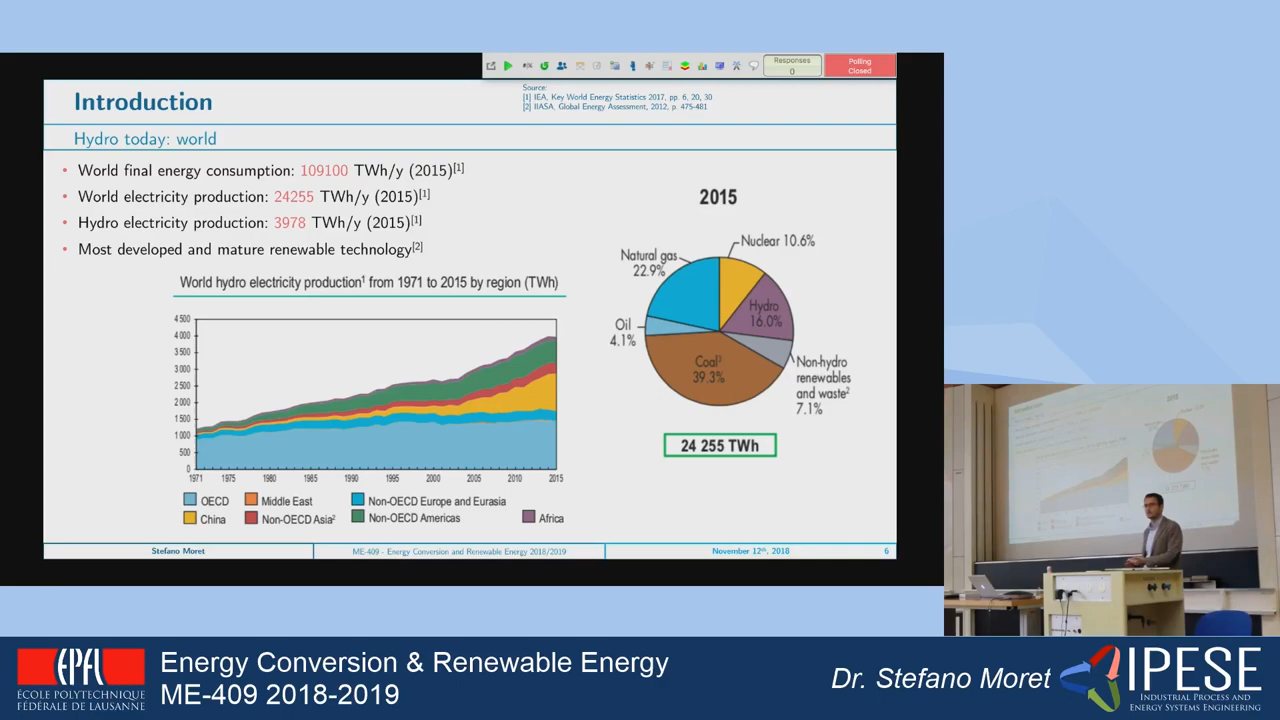 Responses
0
Polling
Closed
Introduction
Source:
[1] IEA, Key World Energy Statistics 2017, pp. 6, 20, 30
[2] IIASA, Global Energy Assessment, 2012, p. 475-481
Hydro today: world
• World final energy consumption: 109100 TWh/y (2015)[1]
• World electricity production: 24255 TWh/y (2015)[1]
• Hydro electricity production: 3978 TWh/y (2015)[1]
• Most developed and mature renewable technology[2]
World hydro electricity production¹ from 1971 to 2015 by region (TWh)
4 500
4 000
3 500
3 000
2 500
2 000
1 500
1 000
500
0
1971 1975 1980 1985 1990 1995 2000 2005 2010 2015
OECD Middle East Non-OECD Europe and Eurasia
China Non-OECD Asia² Non-OECD Americas Africa
2015
Nuclear 10.6%
Natural gas
22.9%
Hydro
16.0%
Oil
4.1%
Coal³
39.3%
Non-hydro
renewables
and waste²
7.1%
24 255 TWh
Stefano Moret ME-409 - Energy Conversion and Renewable Energy 2018/2019 November 12th, 2018 6
2015
EPFL
ÉCOLE POLYTECHNIQUE
FÉDÉRALE DE LAUSANNE
Energy Conversion & Renewable Energy
ME-409 2018-2019
Dr. Stefano Moret
IPESE
Industrial Process and
Energy Systems Engineering